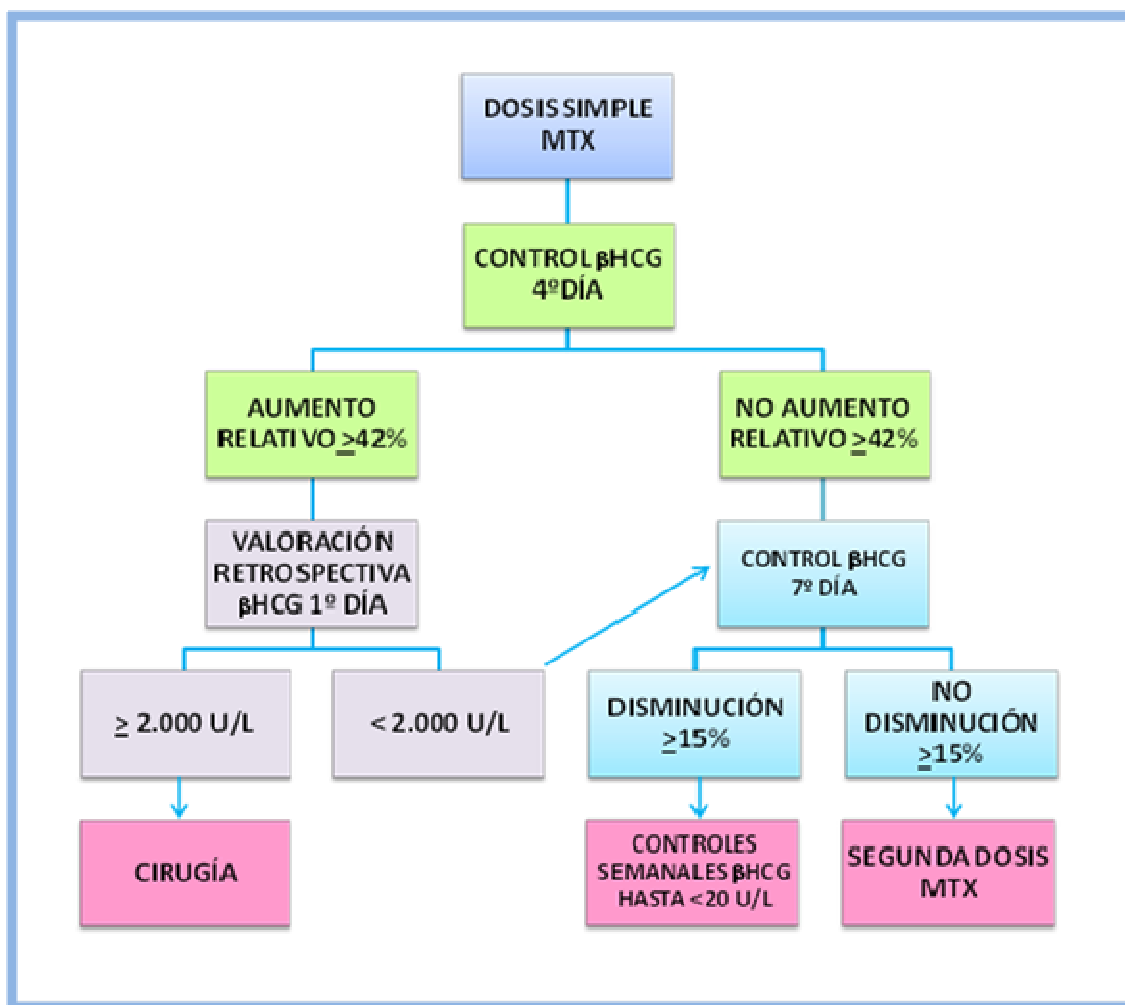 DOSIS SIMPLE
MTX
CONTROL βHCG
4º DÍA
AUMENTO
RELATIVO ≥42%
NO AUMENTO
RELATIVO ≥42%
VALORACIÓN
RETROSPECTIVA
βHCG 1º DÍA
CONTROL βHCG
7º DÍA
≥ 2.000 U/L
< 2.000 U/L
DISMINUCIÓN
≥15%
NO
DISMINUCIÓN
≥15%
CIRUGÍA
CONTROLES
SEMANALES βHCG
HASTA <20 U/L
SEGUNDA DOSIS
MTX